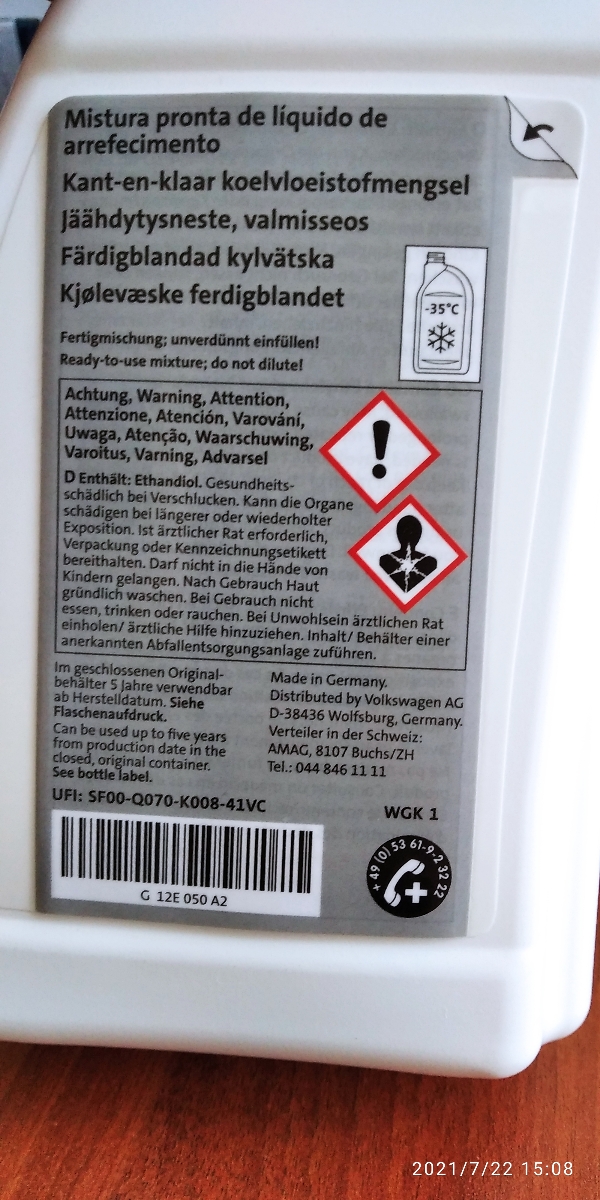 Mistura pronta de líquido de
arrefecimento
Kant-en-klaar koelvloeistofmengsel
Jäähdytysneste, valmisseos
Färdigblandad kylvätska
Kjølevæske ferdigblandet
-35°C
Fertigmischung; unverdünnt einfüllen!
Ready-to-use mixture; do not dilute!
Achtung, Warning, Attention,
Attenzione, Atención, Varování,
Uwaga, Atenção, Waarschuwing,
Varoitus, Varning, Advarsel
D Enthält: Ethandiol. Gesundheits-
schädlich bei Verschlucken. Kann die Organe
schädigen bei längerer oder wiederholter
Exposition. Ist ärztlicher Rat erforderlich,
Verpackung oder Kennzeichnungsetikett
bereithalten. Darf nicht in die Hände von
Kindern gelangen. Nach Gebrauch Haut
gründlich waschen. Bei Gebrauch nicht
essen, trinken oder rauchen. Bei Unwohlsein ärztlichen Rat
einholen/ ärztliche Hilfe hinzuziehen. Inhalt/ Behälter einer
anerkannten Abfallentsorgungsanlage zuführen.
Im geschlossenen Original-
behälter 5 Jahre verwendbar
ab Herstelldatum. Siehe
Flaschenaufdruck.
Can be used up to five years
from production date in the
closed, original container.
See bottle label.
Made in Germany.
Distributed by Volkswagen AG
D-38436 Wolfsburg, Germany.
Verteiler in der Schweiz:
AMAG, 8107 Buchs/ZH
Tel.: 044 846 11 11
UFI: SF00-Q070-K008-41VC
WGK 1
G 12E 050 A2
+49 (0) 53 61-9-2 32 22
2021/7/22 15:08